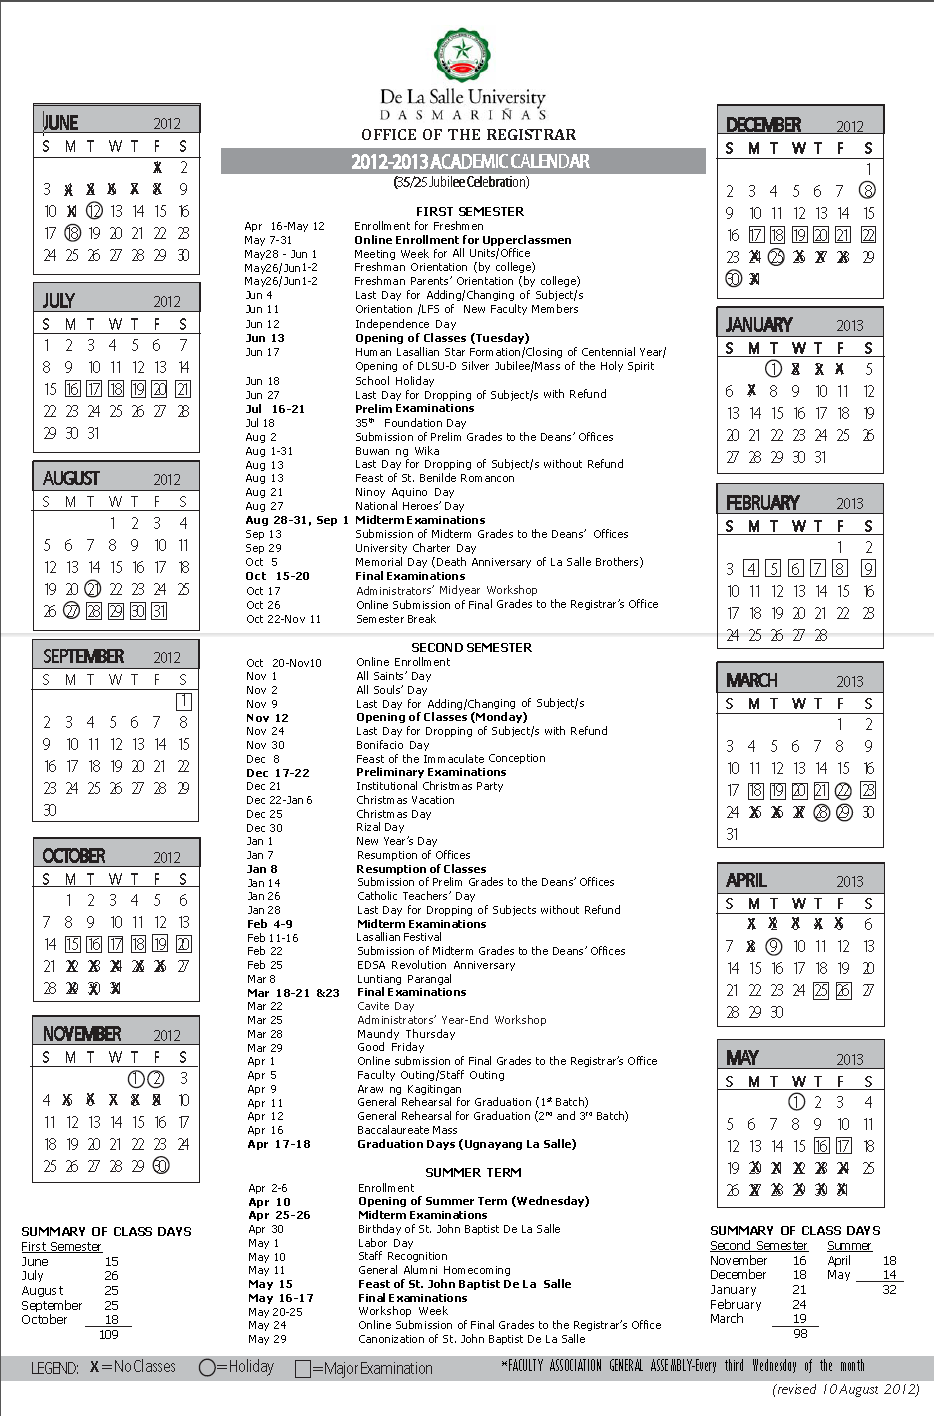 De La Salle University
DASMARIÑAS
OFFICE OF THE REGISTRAR
2012-2013 ACADEMIC CALENDAR
(35/25 Jubilee Celebration)
JUNE 2012
S M T W T F S
X 2
3 4 5 6 7 8 9
10 11 12 13 14 15 16
17 18 19 20 21 22 23
24 25 26 27 28 29 30
JULY 2012
S M T W T F S
1 2 3 4 5 6 7
8 9 10 11 12 13 14
15 16 17 18 19 20 21
22 23 24 25 26 27 28
29 30 31
AUGUST 2012
S M T W T F S
1 2 3 4
5 6 7 8 9 10 11
12 13 14 15 16 17 18
19 20 21 22 23 24 25
26 27 28 29 30 31
SEPTEMBER 2012
S M T W T F S
1
2 3 4 5 6 7 8
9 10 11 12 13 14 15
16 17 18 19 20 21 22
23 24 25 26 27 28 29
30
OCTOBER 2012
S M T W T F S
1 2 3 4 5 6
7 8 9 10 11 12 13
14 15 16 17 18 19 20
21 22 23 24 25 26 27
28 29 30 31
NOVEMBER 2012
S M T W T F S
1 2 3
4 5 6 7 8 9 10
11 12 13 14 15 16 17
18 19 20 21 22 23 24
25 26 27 28 29 30
SUMMARY OF CLASS DAYS
First Semester
June 15
July 26
August 25
September 25
October 18
109
FIRST SEMESTER
Apr 16-May 12 Enrollment for Freshmen
May 7-31 Online Enrollment for Upperclassmen
May28 - Jun 1 Meeting Week for All Units/Office
May26/Jun1-2 Freshman Orientation (by college)
May26/Jun1-2 Freshman Parents' Orientation (by college)
Jun 4 Last Day for Adding/Changing of Subject/s
Jun 11 Orientation /LFS of New Faculty Members
Jun 12 Independence Day
Jun 13 Opening of Classes (Tuesday)
Jun 17 Human Lasallian Star Formation/Closing of Centennial Year/
Opening of DLSU-D Silver Jubilee/Mass of the Holy Spirit
Jun 18 School Holiday
Jun 27 Last Day for Dropping of Subject/s with Refund
Jul 16-21 Prelim Examinations
Jul 18 35th Foundation Day
Aug 2 Submission of Prelim Grades to the Deans' Offices
Aug 1-31 Buwan ng Wika
Aug 13 Last Day for Dropping of Subject/s without Refund
Aug 13 Feast of St. Benilde Romancon
Aug 21 Ninoy Aquino Day
Aug 27 National Heroes' Day
Aug 28-31, Sep 1 Midterm Examinations
Sep 13 Submission of Midterm Grades to the Deans' Offices
Sep 29 University Charter Day
Oct 5 Memorial Day (Death Anniversary of La Salle Brothers)
Oct 15-20 Final Examinations
Oct 17 Administrators' Midyear Workshop
Oct 26 Online Submission of Final Grades to the Registrar's Office
Oct 22-Nov 11 Semester Break
SECOND SEMESTER
Oct 20-Nov10 Online Enrollment
Nov 1 All Saints' Day
Nov 2 All Souls' Day
Nov 9 Last Day for Adding/Changing of Subject/s
Nov 12 Opening of Classes (Monday)
Nov 24 Last Day for Dropping of Subject/s with Refund
Nov 30 Bonifacio Day
Dec 8 Feast of the Immaculate Conception
Dec 17-22 Preliminary Examinations
Dec 21 Institutional Christmas Party
Dec 22-Jan 6 Christmas Vacation
Dec 25 Christmas Day
Dec 30 Rizal Day
Jan 1 New Year's Day
Jan 7 Resumption of Offices
Jan 8 Resumption of Classes
Jan 14 Submission of Prelim Grades to the Deans' Offices
Jan 26 Catholic Teachers' Day
Jan 28 Last Day for Dropping of Subjects without Refund
Feb 4-9 Midterm Examinations
Feb 11-16 Lasallian Festival
Feb 22 Submission of Midterm Grades to the Deans' Offices
Feb 25 EDSA Revolution Anniversary
Mar 8 Luntiang Parangal
Mar 18-21 &23 Final Examinations
Mar 22 Cavite Day
Mar 25 Administrators' Year-End Workshop
Mar 28 Maundy Thursday
Mar 29 Good Friday
Apr 1 Online submission of Final Grades to the Registrar's Office
Apr 5 Faculty Outing/Staff Outing
Apr 9 Araw ng Kagitingan
Apr 11 General Rehearsal for Graduation (1st Batch)
Apr 12 General Rehearsal for Graduation (2nd and 3rd Batch)
Apr 16 Baccalaureate Mass
Apr 17-18 Graduation Days (Ugnayang La Salle)
SUMMER TERM
Apr 2-6 Enrollment
Apr 10 Opening of Summer Term (Wednesday)
Apr 25-26 Midterm Examinations
Apr 30 Birthday of St. John Baptist De La Salle
May 1 Labor Day
May 10 Staff Recognition
May 11 General Alumni Homecoming
May 15 Feast of St. John Baptist De La Salle
May 16-17 Final Examinations
May 20-25 Workshop Week
May 24 Online Submission of Final Grades to the Registrar's Office
May 29 Canonization of St. John Baptist De La Salle
DECEMBER 2012
S M T W T F S
1
2 3 4 5 6 7 8
9 10 11 12 13 14 15
16 17 18 19 20 21 22
23 24 25 26 27 28 29
30 31
JANUARY 2013
S M T W T F S
1 2 3 4 5
6 X 8 9 10 11 12
13 14 15 16 17 18 19
20 21 22 23 24 25 26
27 28 29 30 31
FEBRUARY 2013
S M T W T F S
1 2
3 4 5 6 7 8 9
10 11 12 13 14 15 16
17 18 19 20 21 22 23
24 25 26 27 28
MARCH 2013
S M T W T F S
1 2
3 4 5 6 7 8 9
10 11 12 13 14 15 16
17 18 19 20 21 22 23
24 25 26 27 28 29 30
31
APRIL 2013
S M T W T F S
X 2 3 4 5 6
7 8 9 10 11 12 13
14 15 16 17 18 19 20
21 22 23 24 25 26 27
28 29 30
MAY 2013
S M T W T F S
1 2 3 4
5 6 7 8 9 10 11
12 13 14 15 16 17 18
19 20 21 22 23 24 25
26 27 28 29 30 31
SUMMARY OF CLASS DAYS
Second Semester Summer
November 16 April 18
December 18 May 14
January 21 32
February 24
March 19
98
LEGEND: X =No Classes =Holiday =Major Examination *FACULTY ASSOCIATION GENERAL ASSEMBLY-Every third Wednesday of the month
(revised 10 August 2012)